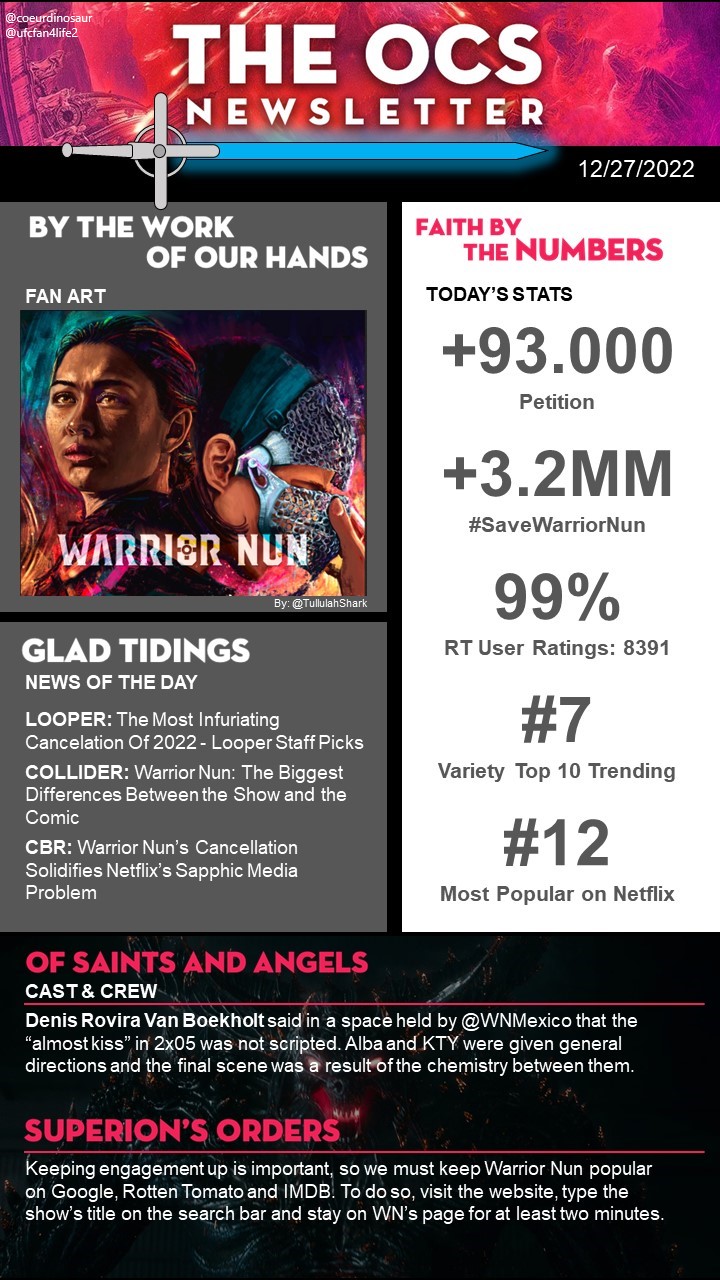 @coeurdinosaur
@ufcfan4life2
THE OCS
NEWSLETTER
12/27/2022
BY THE WORK
OF OUR HANDS
FAN ART
WARRIOR NUN
By: @TullulahShark
GLAD TIDINGS
NEWS OF THE DAY
LOOPER: The Most Infuriating
Cancelation Of 2022 - Looper Staff Picks
COLLIDER: Warrior Nun: The Biggest
Differences Between the Show and the
Comic
CBR: Warrior Nun's Cancellation
Solidifies Netflix's Sapphic Media
Problem
FAITH BY
THE NUMBERS
TODAY'S STATS
+93.000
Petition
+3.2MM
#SaveWarriorNun
99%
RT User Ratings: 8391
#7
Variety Top 10 Trending
#12
Most Popular on Netflix
OF SAINTS AND ANGELS
CAST & CREW
Denis Rovira Van Boekholt said in a space held by @WNMexico that the
“almost kiss” in 2x05 was not scripted. Alba and KTY were given general
directions and the final scene was a result of the chemistry between them.
SUPERION'S ORDERS
Keeping engagement up is important, so we must keep Warrior Nun popular
on Google, Rotten Tomato and IMDB. To do so, visit the website, type the
show's title on the search bar and stay on WN's page for at least two minutes.